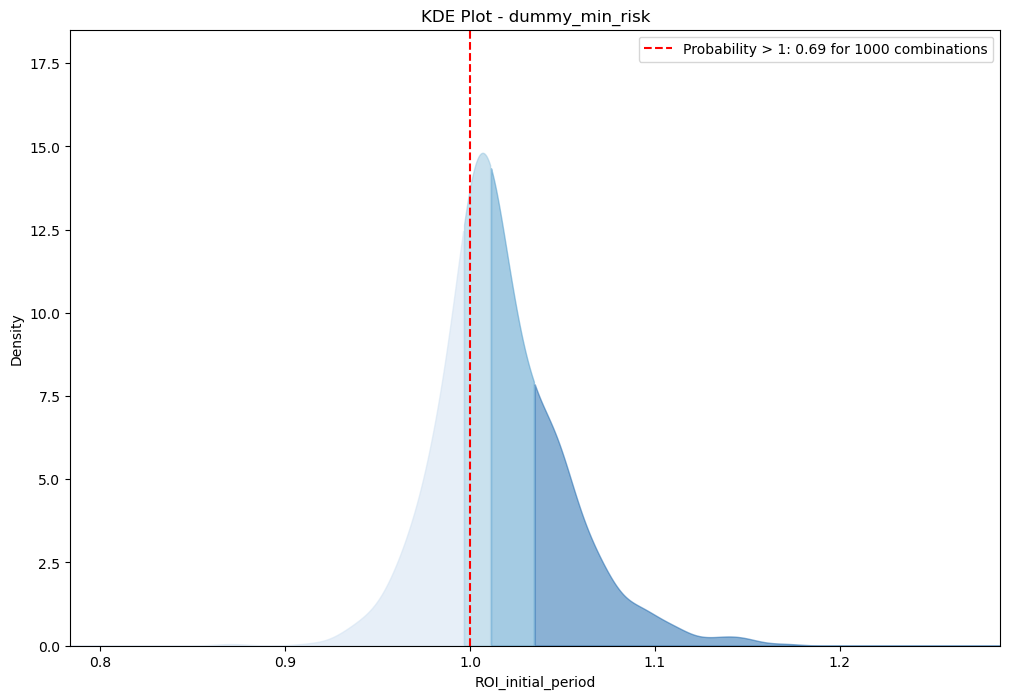 KDE Plot - dummy_min_risk
Probability > 1: 0.69 for 1000 combinations
17.5
15.0
12.5
10.0
7.5
5.0
2.5
0.0
Density
0.8 0.9 1.0 1.1 1.2
ROI_initial_period